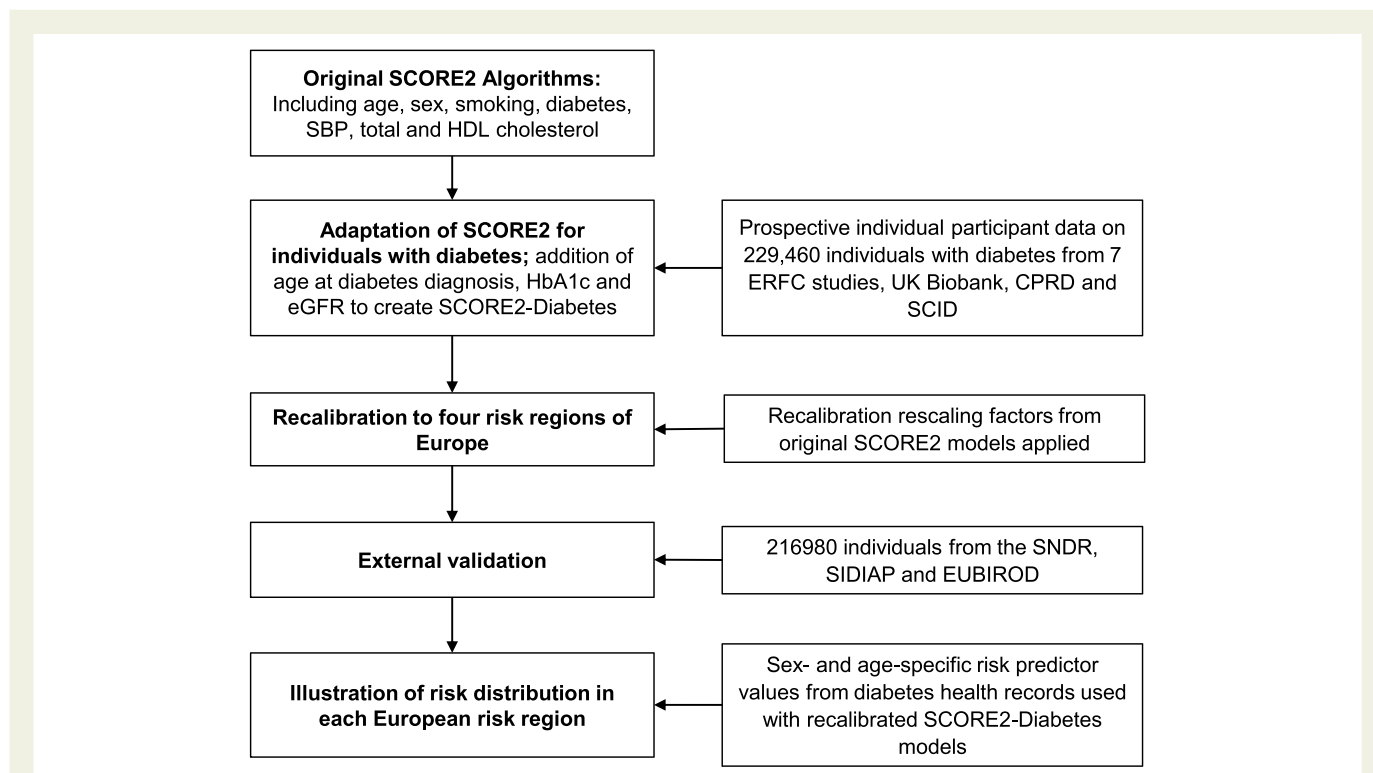 Original SCORE2 Algorithms:
Including age, sex, smoking, diabetes,
SBP, total and HDL cholesterol
Adaptation of SCORE2 for
individuals with diabetes; addition of
age at diabetes diagnosis, HbA1c and
eGFR to create SCORE2-Diabetes
Prospective individual participant data on
229,460 individuals with diabetes from 7
ERFC studies, UK Biobank, CPRD and
SCID
Recalibration to four risk regions of
Europe
Recalibration rescaling factors from
original SCORE2 models applied
External validation
216980 individuals from the SNDR,
SIDIAP and EUBIROD
Illustration of risk distribution in
each European risk region
Sex- and age-specific risk predictor
values from diabetes health records used
with recalibrated SCORE2-Diabetes
models